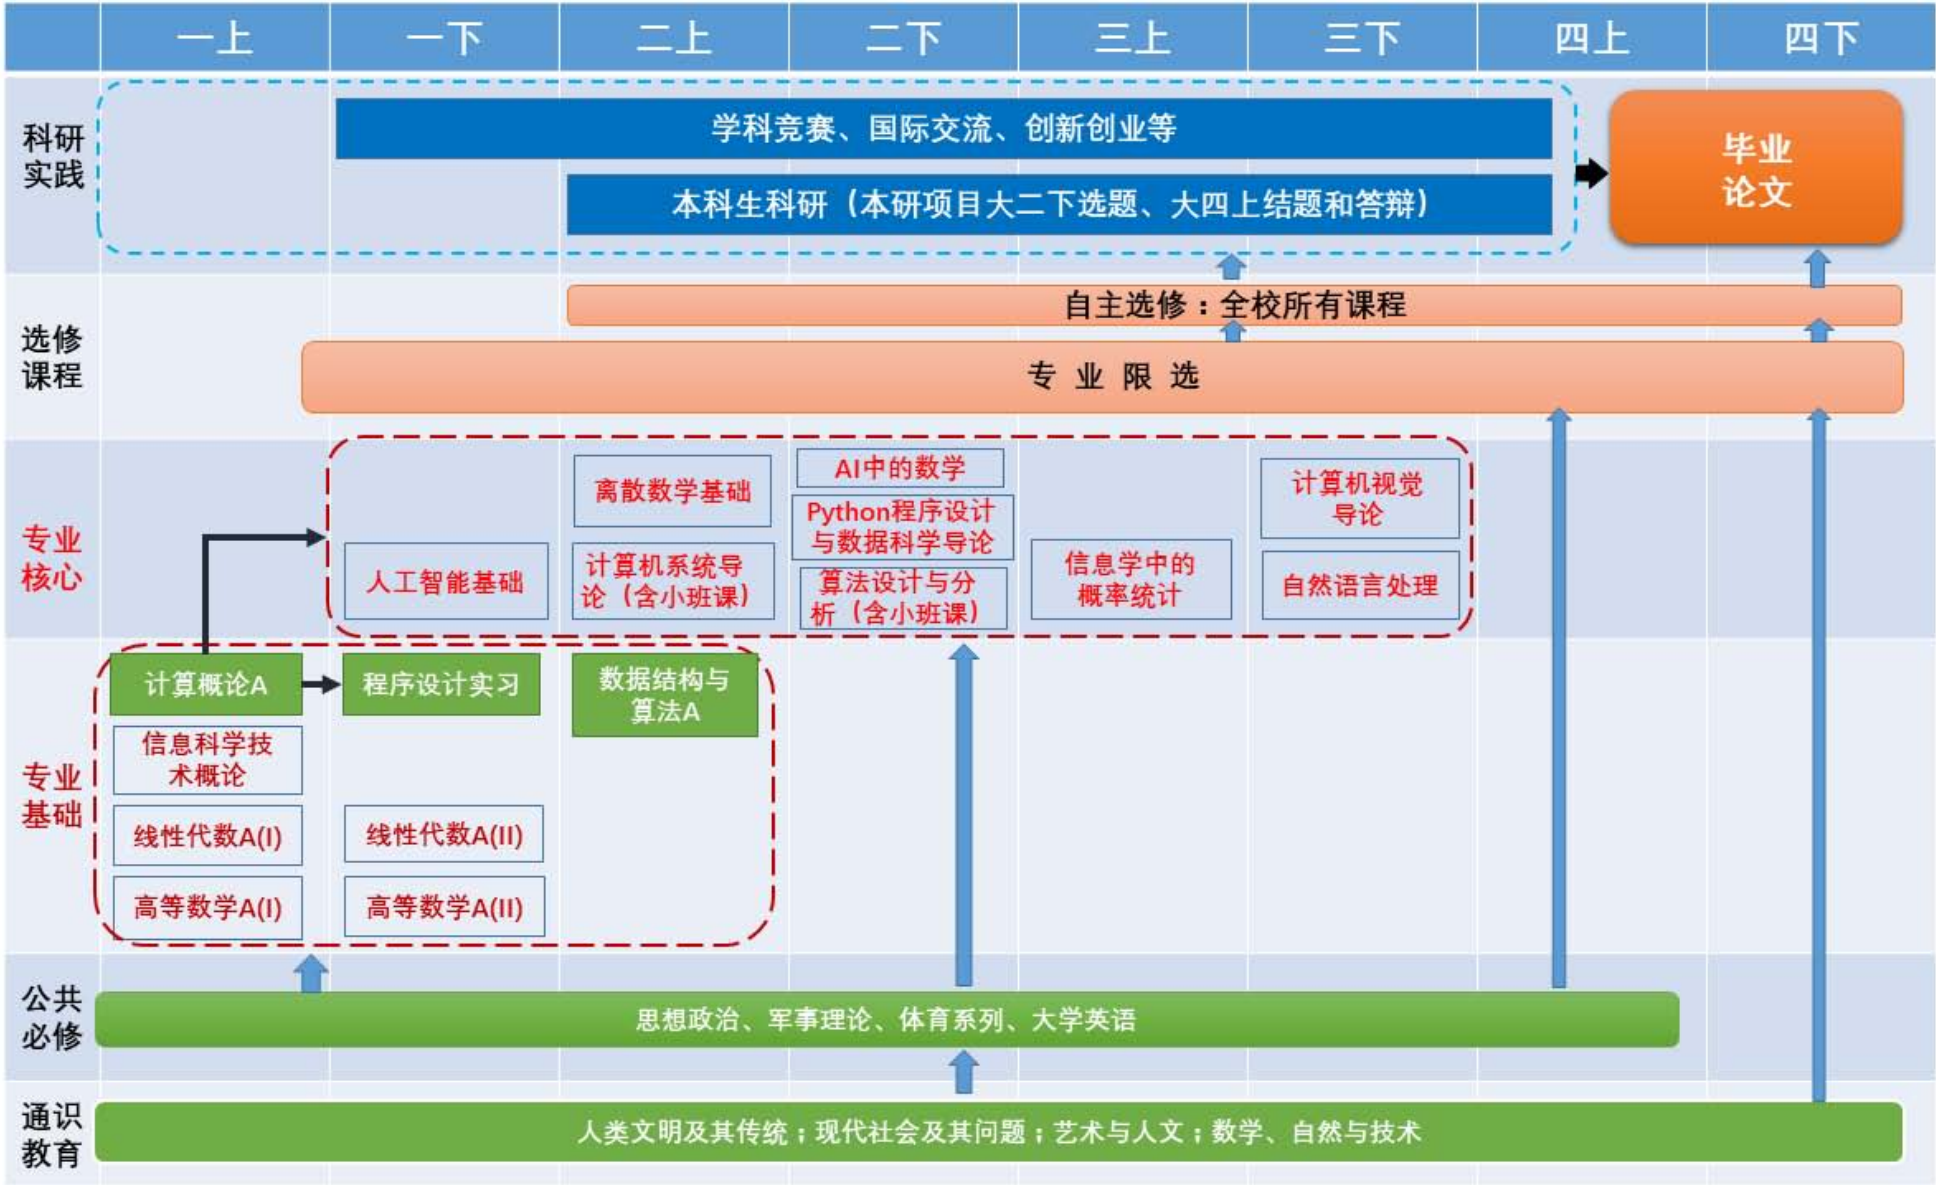 一上
一下
二上
二下
三上
三下
四上
四下
科研
实践
学科竞赛、国际交流、创新创业等
本科生科研（本研项目大二下选题、大四上结题和答辩）
毕业
论文
选修
课程
自主选修：全校所有课程
专 业 限 选
专业
核心
人工智能基础
离散数学基础
计算机系统导
论（含小班课）
AI中的数学
Python程序设计
与数据科学导论
算法设计与分
析（含小班课）
信息学中的
概率统计
计算机视觉
导论
自然语言处理
专业
基础
计算概论A
程序设计实习
数据结构与
算法A
信息科学技
术概论
线性代数A(I)
线性代数A(II)
高等数学A(I)
高等数学A(II)
公共
必修
思想政治、军事理论、体育系列、大学英语
通识
教育
人类文明及其传统；现代社会及其问题；艺术与人文；数学、自然与技术